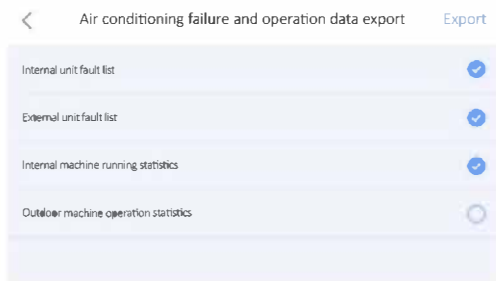 Air conditioning failure and operation data export Export
Internal unit fault list
External unit fault list
Internal machine running statistics
Outdoor machine operation statistics